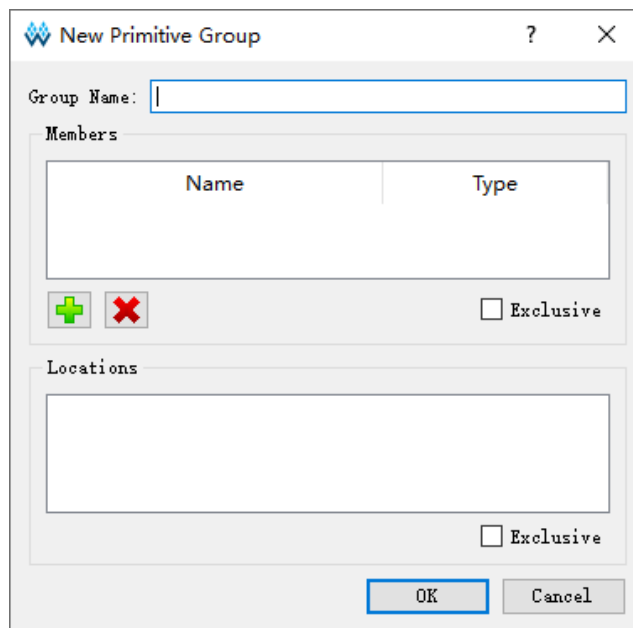 New Primitive Group ? ×
Group Name:
Members
Name Type
Exclusive
Locations
Exclusive
OK Cancel